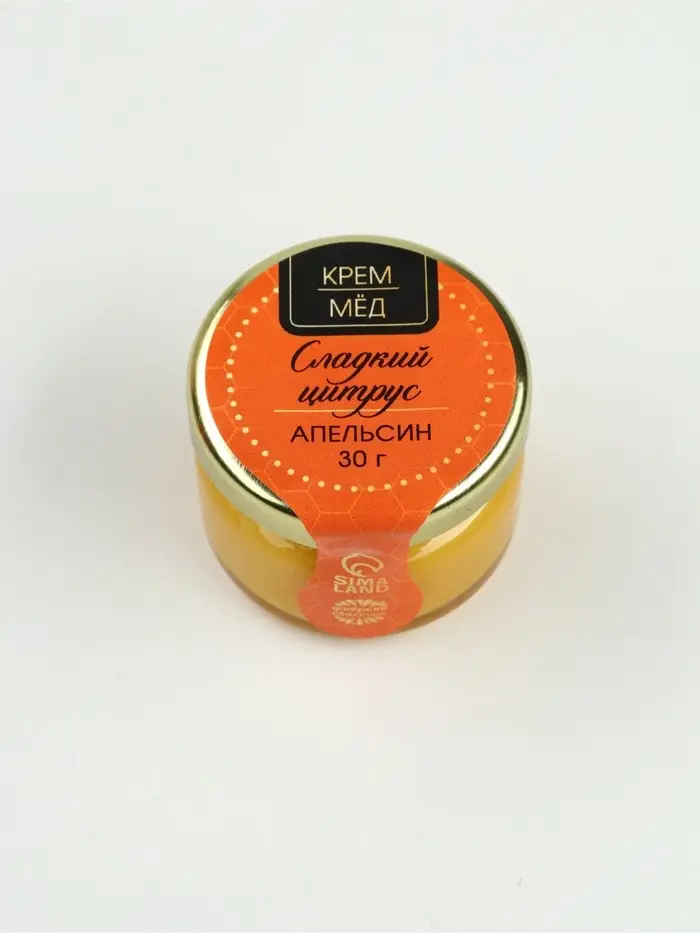 КРЕМ
МЁД
Сладкий
цитрус
АПЕЛЬСИН
30 г
SIMA
LAND